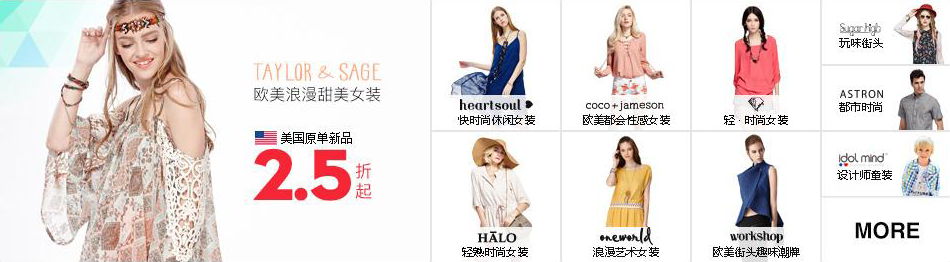 TAYLOR & SAGE
欧美浪漫甜美女装
美国原单新品
2.5折起
heartsoul
快时尚休闲女装
coco+jameson
欧美都会性感女装
轻·时尚女装
HĀLO
轻熟时尚女装
oneworld
浪漫艺术女装
workshop
欧美街头趣味潮牌
Sugar high
玩味街头
ASTRON
都市时尚
idol mind
设计师童装
MORE